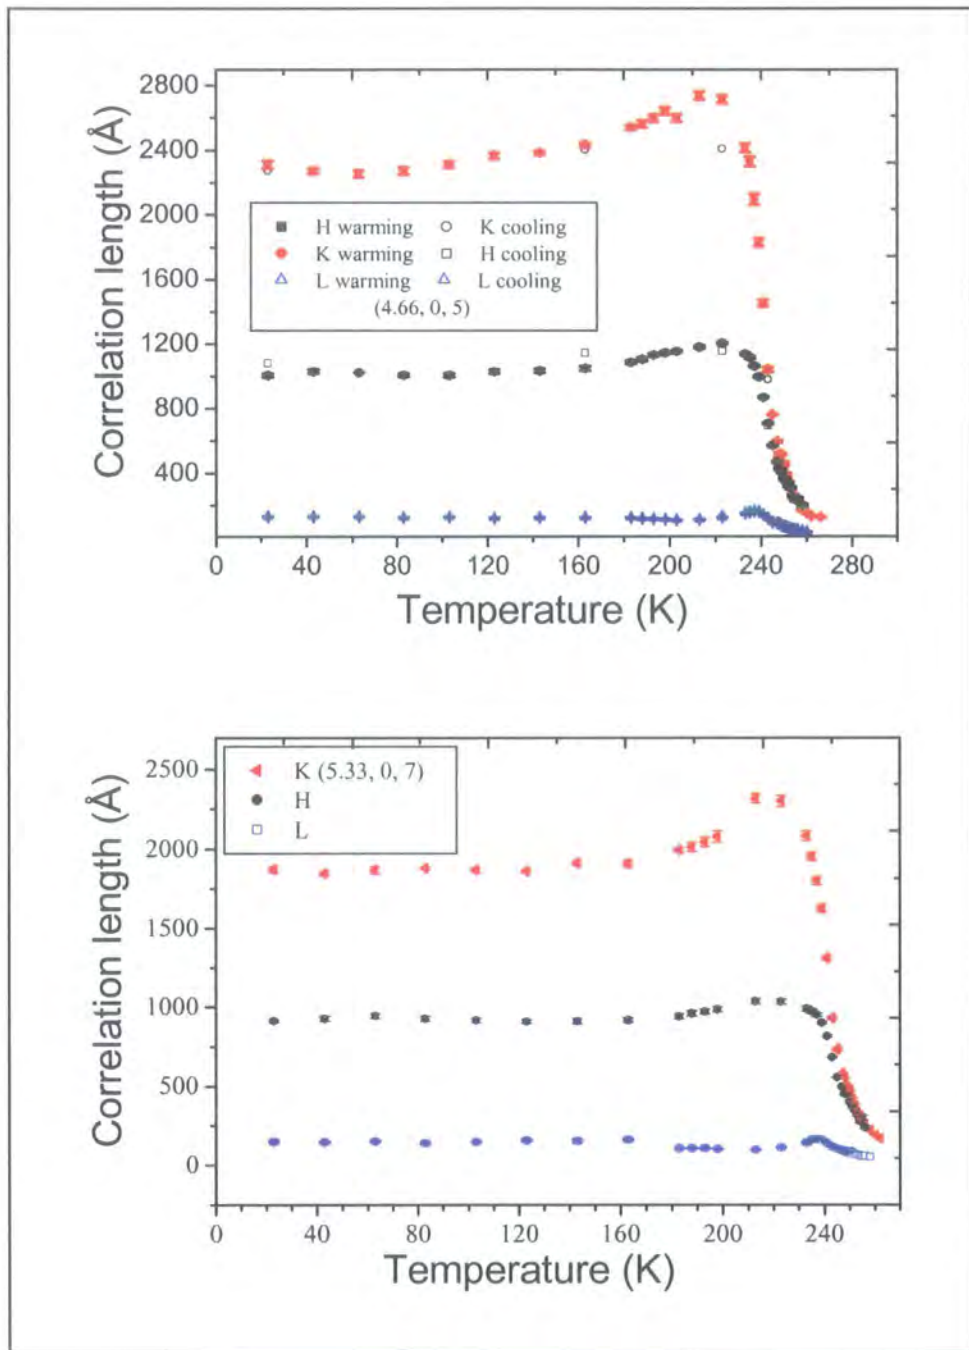 2800
2400
2000
1600
1200
800
400
Correlation length (Å)
H warming K cooling
K warming H cooling
L warming L cooling
(4.66, 0, 5)
0 40 80 120 160 200 240 280
Temperature (K)
2500
2000
1500
1000
500
0
Correlation length (Å)
K (5.33, 0, 7)
H
L
0 40 80 120 160 200 240
Temperature (K)